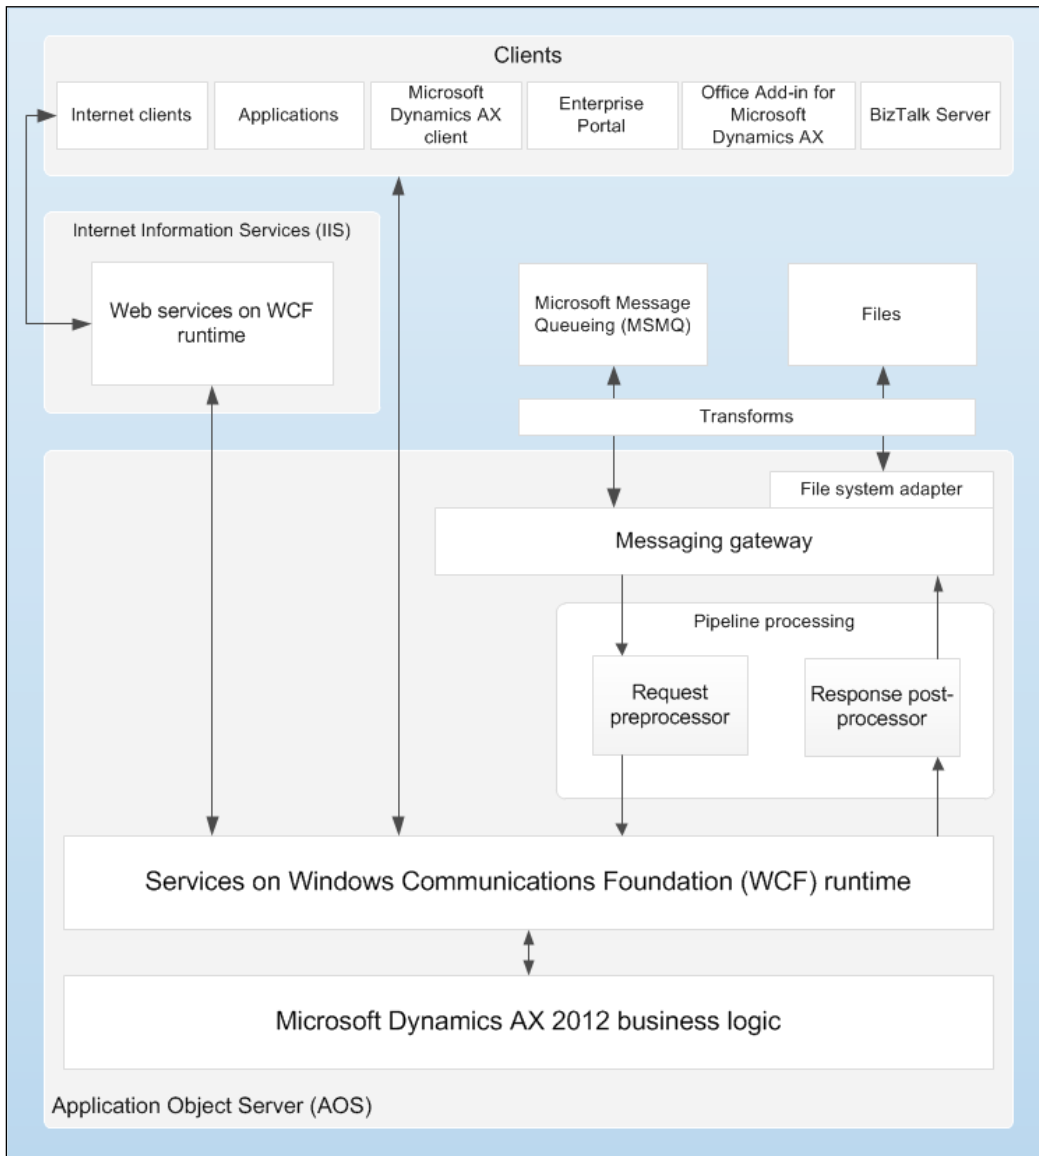 Clients
Internet clients
Applications
Microsoft
Dynamics AX
client
Enterprise
Portal
Office Add-in for
Microsoft
Dynamics AX
BizTalk Server
Internet Information Services (IIS)
Web services on WCF
runtime
Microsoft Message
Queueing (MSMQ)
Files
Transforms
File system adapter
Messaging gateway
Pipeline processing
Request
preprocessor
Response post-
processor
Services on Windows Communications Foundation (WCF) runtime
Microsoft Dynamics AX 2012 business logic
Application Object Server (AOS)